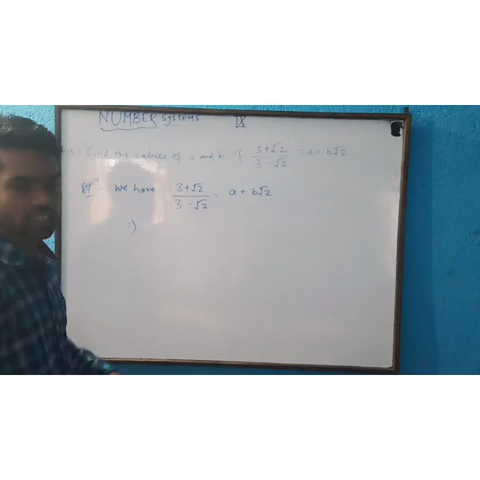 NUMBER SYSTEMS IX
Find the values of a and b if 3+√2/3-√2 = a+b√2
We have 3+√2/3-√2 = a + b√2
⇒)